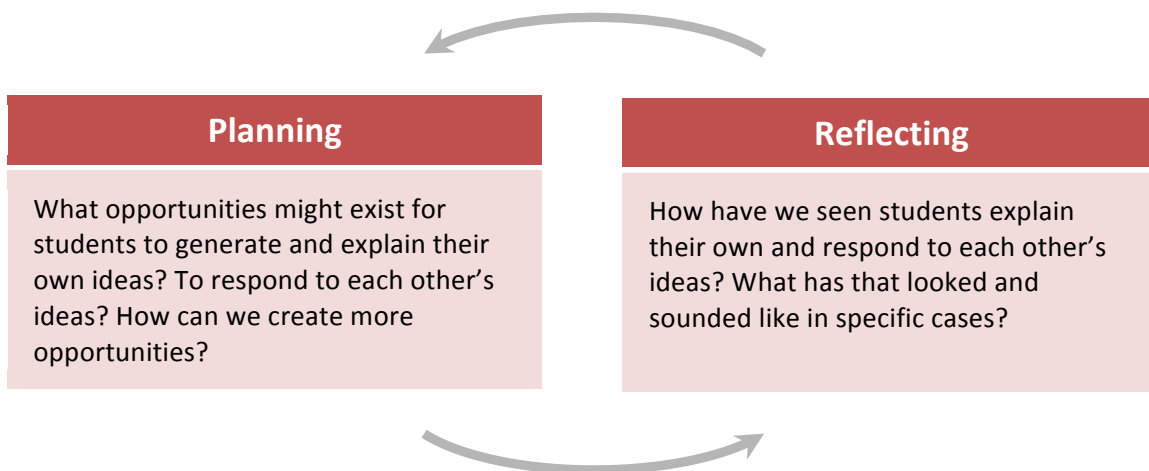 Planning
What opportunities might exist for
students to generate and explain their
own ideas? To respond to each other’s
ideas? How can we create more
opportunities?
Reflecting
How have we seen students explain
their own and respond to each other’s
ideas? What has that looked and
sounded like in specific cases?